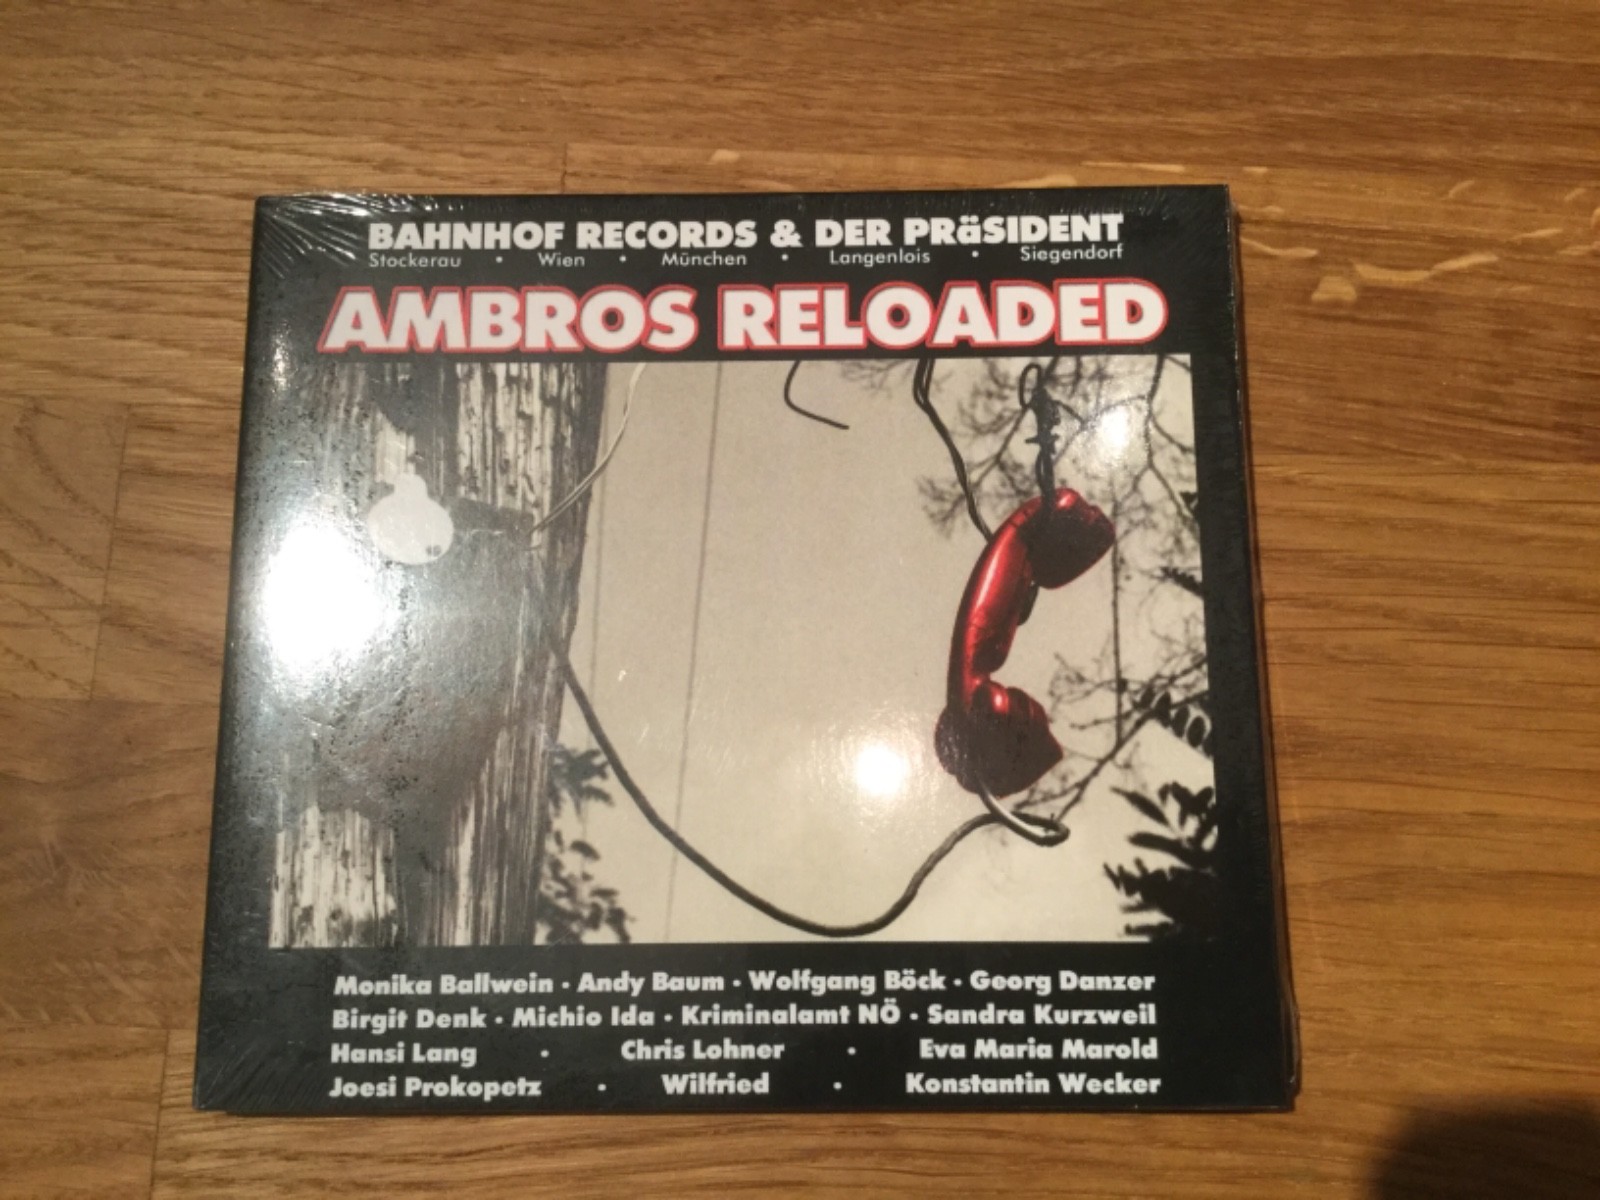 BAHNHOF RECORDS & DER PRäSIDENT
Stockerau • Wien • München • Langenlois • Siegendorf
AMBROS RELOADED
Monika Ballwein • Andy Baum • Wolfgang Böck • Georg Danzer
Birgit Denk • Michio Ida • Kriminalamt NÖ • Sandra Kurzweil
Hansi Lang • Chris Lohner • Eva Maria Marold
Joesi Prokopetz • Wilfried • Konstantin Wecker